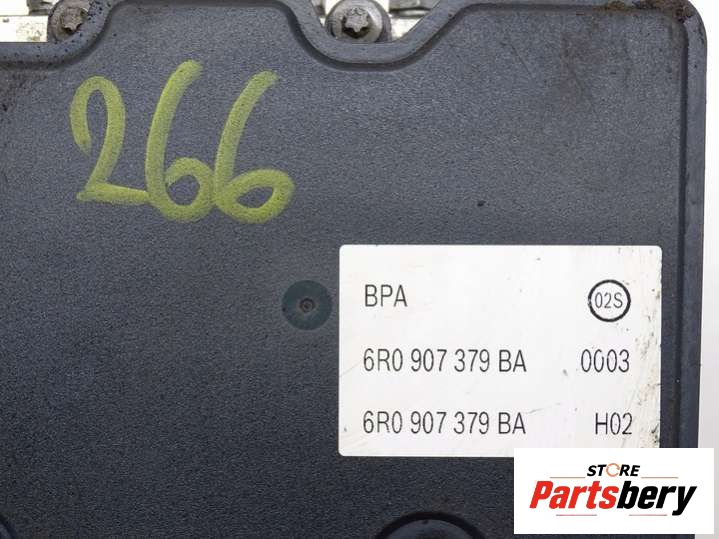 266
BPA 02S
6R0 907 379 BA 0003
6R0 907 379 BA H02
STORE
Partsbery